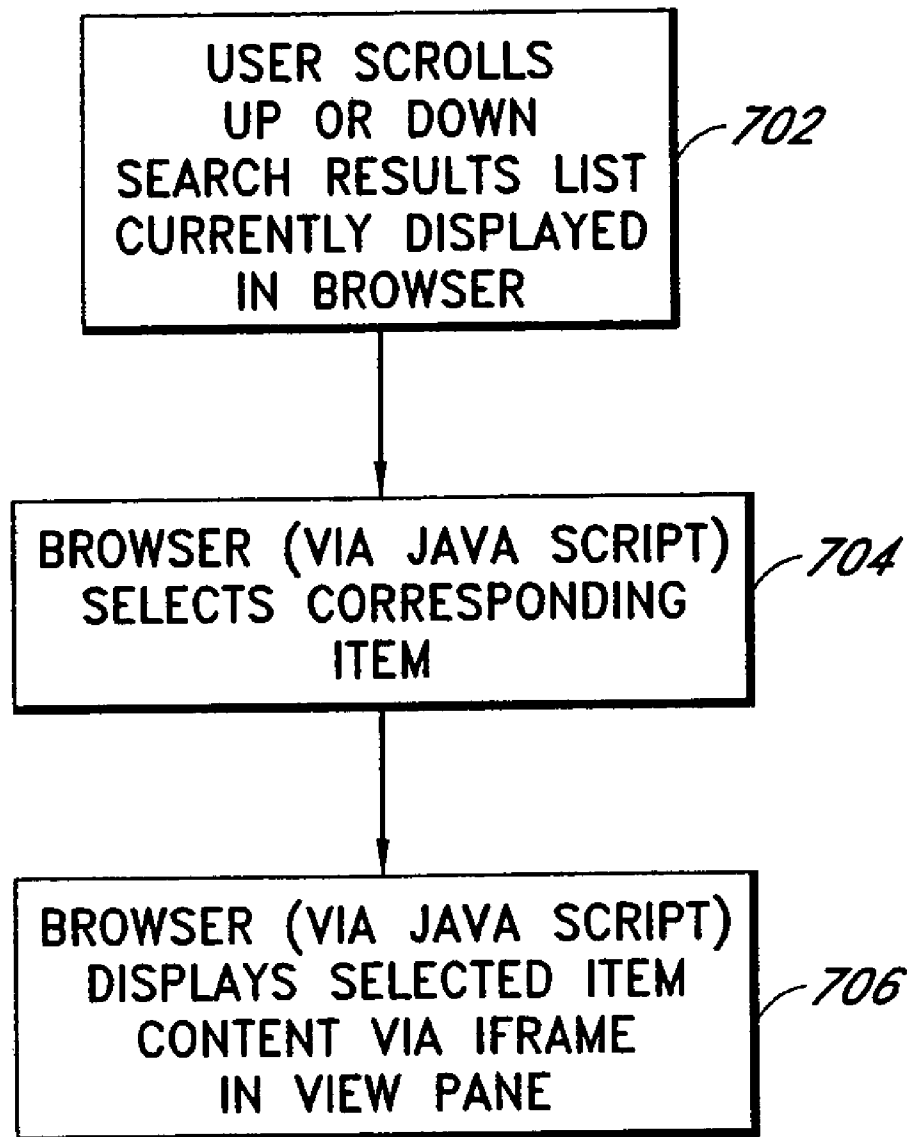 USER SCROLLS
UP OR DOWN
SEARCH RESULTS LIST
CURRENTLY DISPLAYED
IN BROWSER
702
BROWSER (VIA JAVA SCRIPT)
SELECTS CORRESPONDING
ITEM
704
BROWSER (VIA JAVA SCRIPT)
DISPLAYS SELECTED ITEM
CONTENT VIA IFRAME
IN VIEW PANE
706